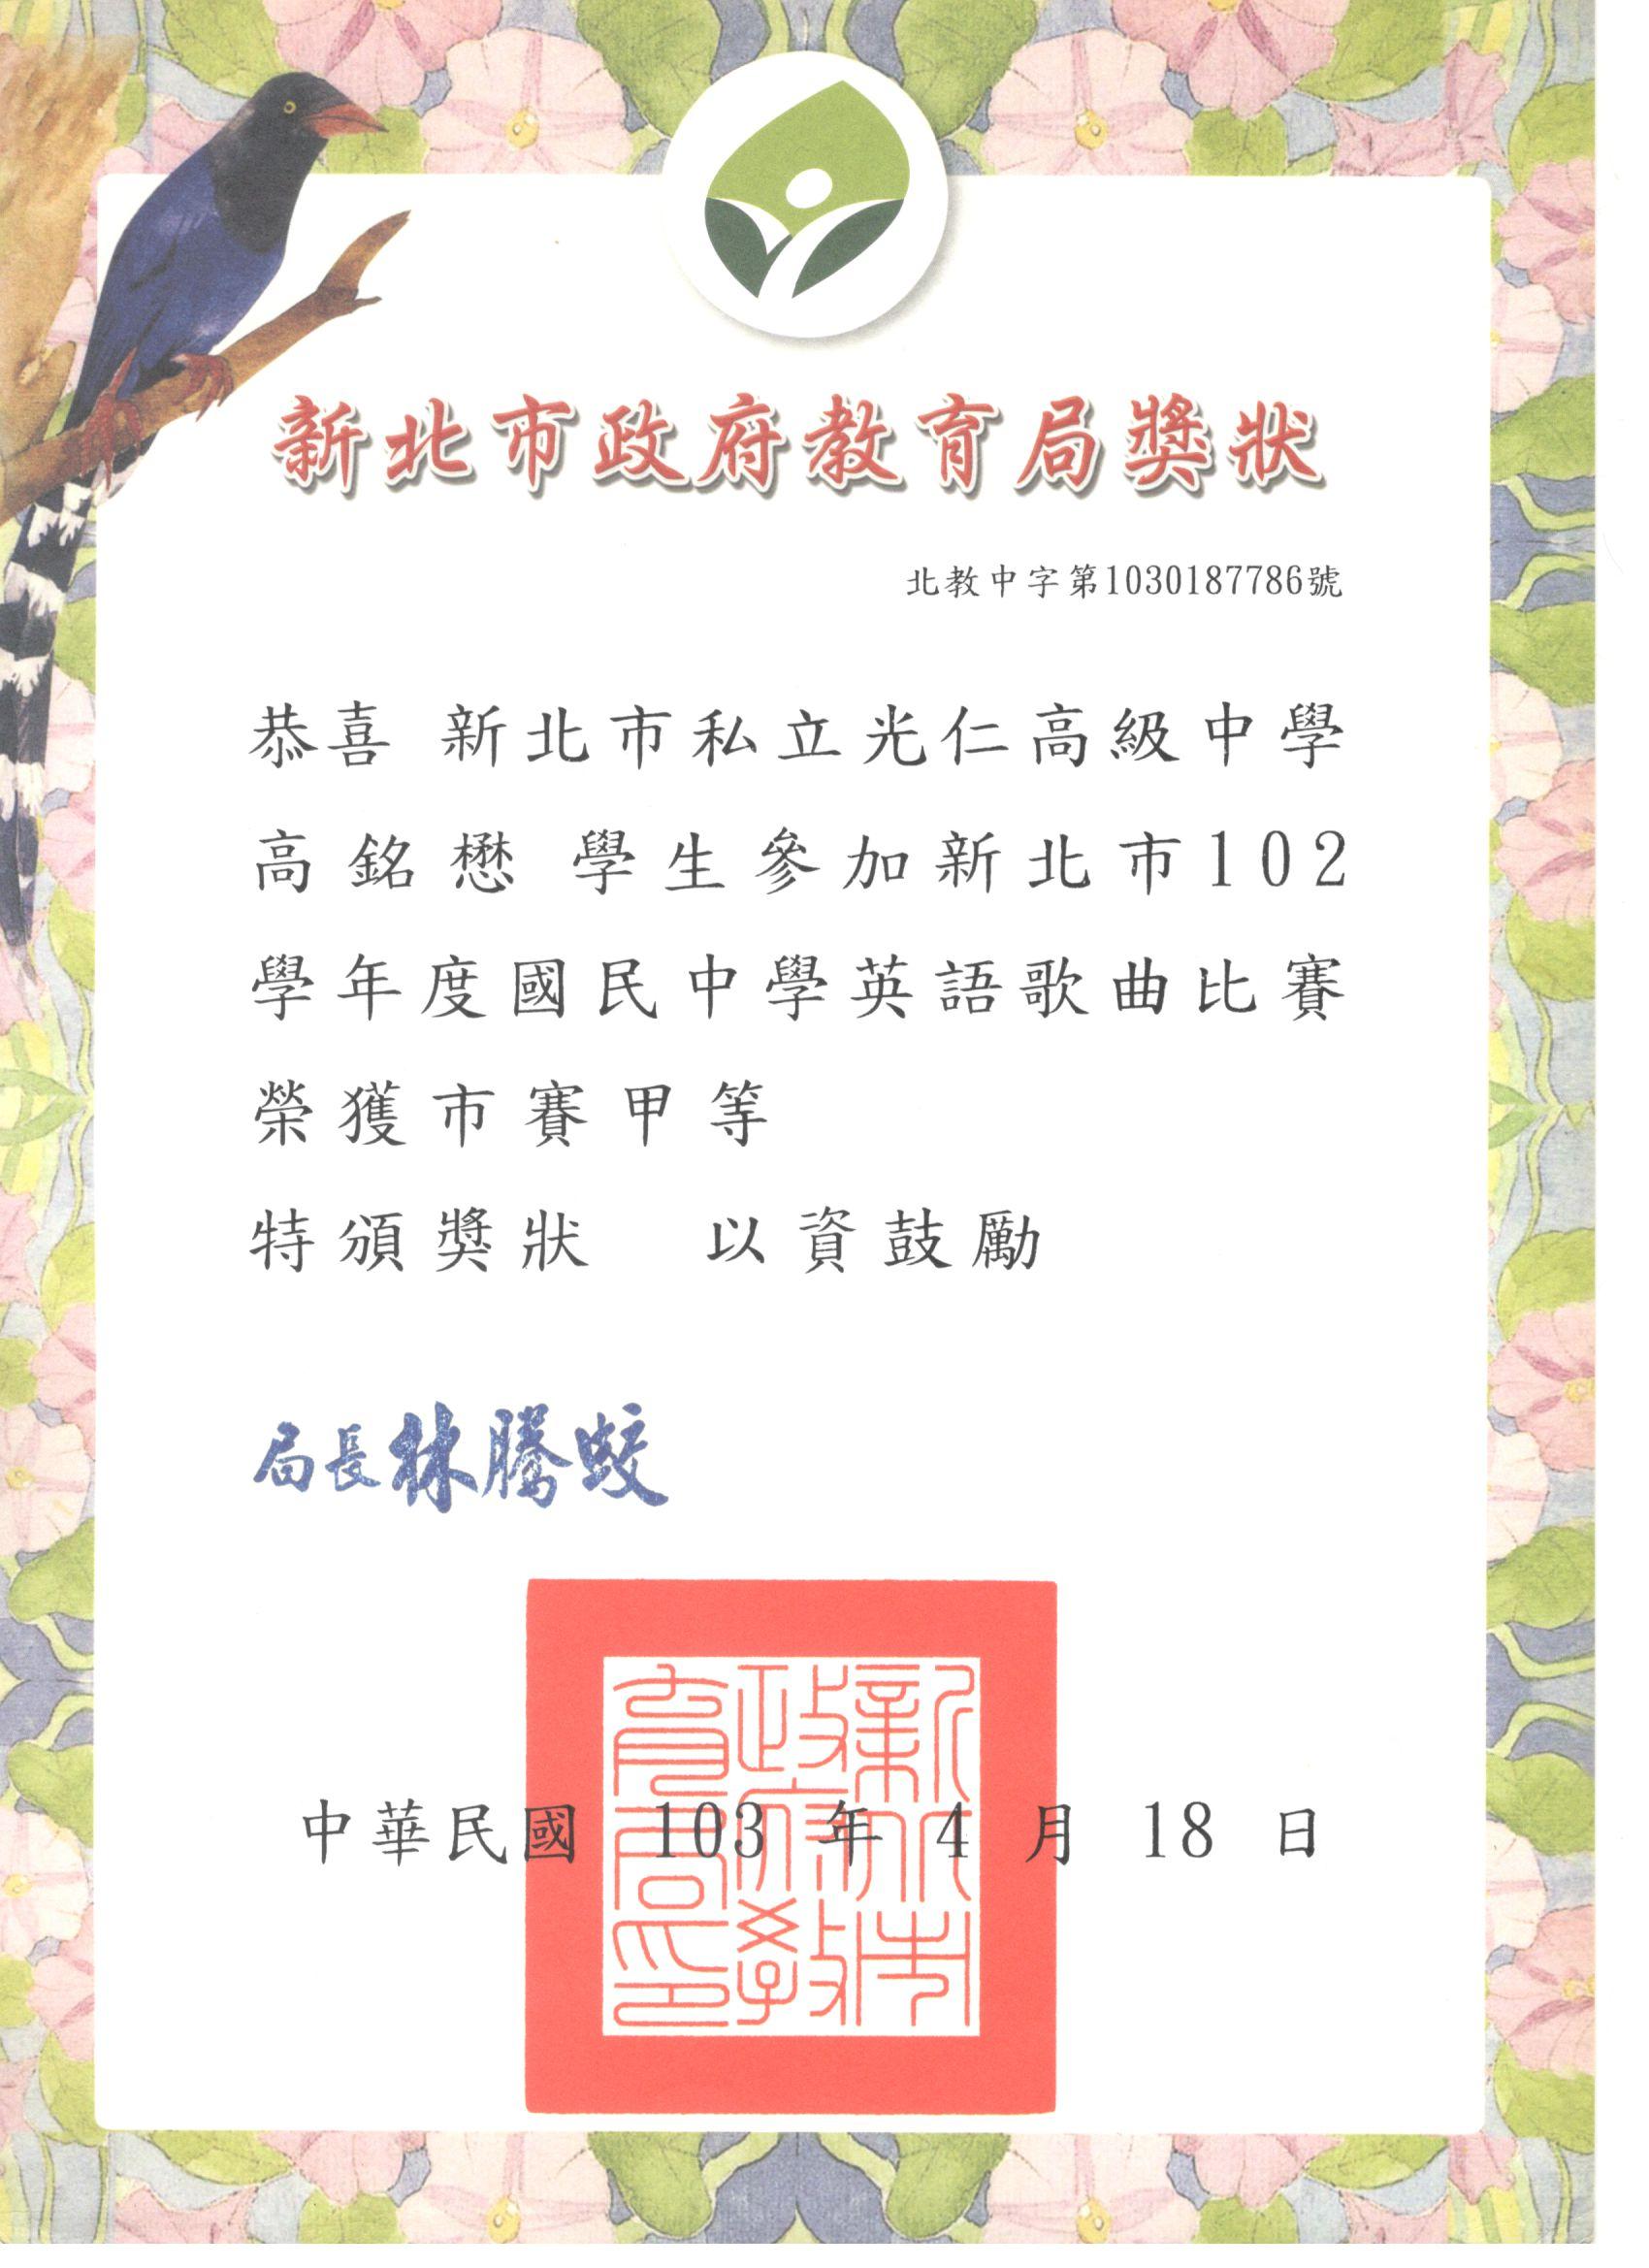 新北市政府教育局獎狀
北教中字第1030187786號
恭喜 新北市私立光仁高級中學
高銘懋 學生參加新北市102
學年度國民中學英語歌曲比賽
榮獲市賽甲等
特頒獎狀 以資鼓勵
局長林騰蛟
新北市政府教育局印
中華民國 103 年 4 月 18 日